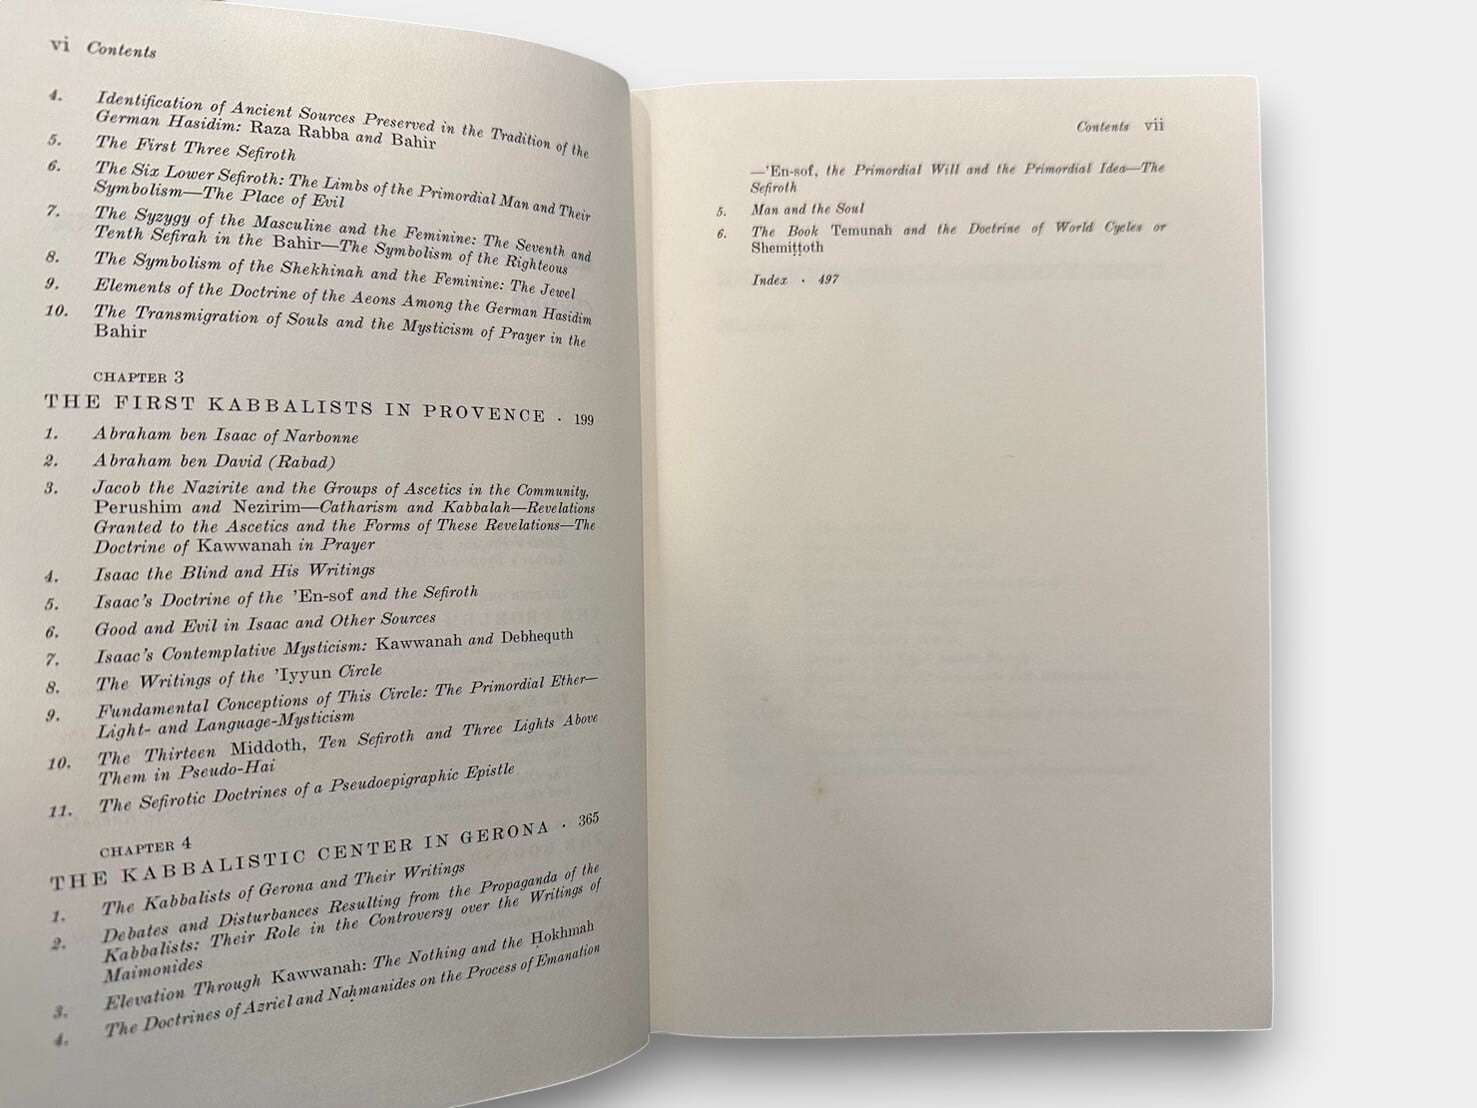 vi Contents
4. Identification of Ancient Sources Preserved in the Tradition of the
German Hasidim: Raza Rabba and Bahir
5. The First Three Sefiroth
6. The Six Lower Sefiroth: The Limbs of the Primordial Man and Their
Symbolism—The Place of Evil
7. The Syzygy of the Masculine and the Feminine: The Seventh and
Tenth Sefirah in the Bahir—The Symbolism of the Righteous
8. The Symbolism of the Shekhinah and the Feminine: The Jewel
9. Elements of the Doctrine of the Aeons Among the German Hasidim
10. The Transmigration of Souls and the Mysticism of Prayer in the
Bahir
CHAPTER 3
THE FIRST KABBALISTS IN PROVENCE · 199
1. Abraham ben Isaac of Narbonne
2. Abraham ben David (Rabad)
3. Jacob the Nazirite and the Groups of Ascetics in the Community,
Perushim and Nezirim—Catharism and Kabbalah—Revelations
Granted to the Ascetics and the Forms of These Revelations—The
Doctrine of Kawwanah in Prayer
4. Isaac the Blind and His Writings
5. Isaac's Doctrine of the 'En-sof and the Sefiroth
6. Good and Evil in Isaac and Other Sources
7. Isaac's Contemplative Mysticism: Kawwanah and Debhequth
8. The Writings of the 'Iyyun Circle
9. Fundamental Conceptions of This Circle: The Primordial Ether—
Light- and Language-Mysticism
10. The Thirteen Middoth, Ten Sefiroth and Three Lights Above
Them in Pseudo-Hai
11. The Sefirotic Doctrines of a Pseudoepigraphic Epistle
CHAPTER 4
THE KABBALISTIC CENTER IN GERONA · 365
1. The Kabbalists of Gerona and Their Writings
2. Debates and Disturbances Resulting from the Propaganda of the
Kabbalists: Their Role in the Controversy over the Writings of
Maimonides
3. Elevation Through Kawwanah: The Nothing and the Ḥokhmah
4. The Doctrines of Azriel and Naḥmanides on the Process of Emanation
Contents vii
—'En-sof, the Primordial Will and the Primordial Idea—The
Sefiroth
5. Man and the Soul
6. The Book Temunah and the Doctrine of World Cycles or
Shemiṭṭoth
Index · 497